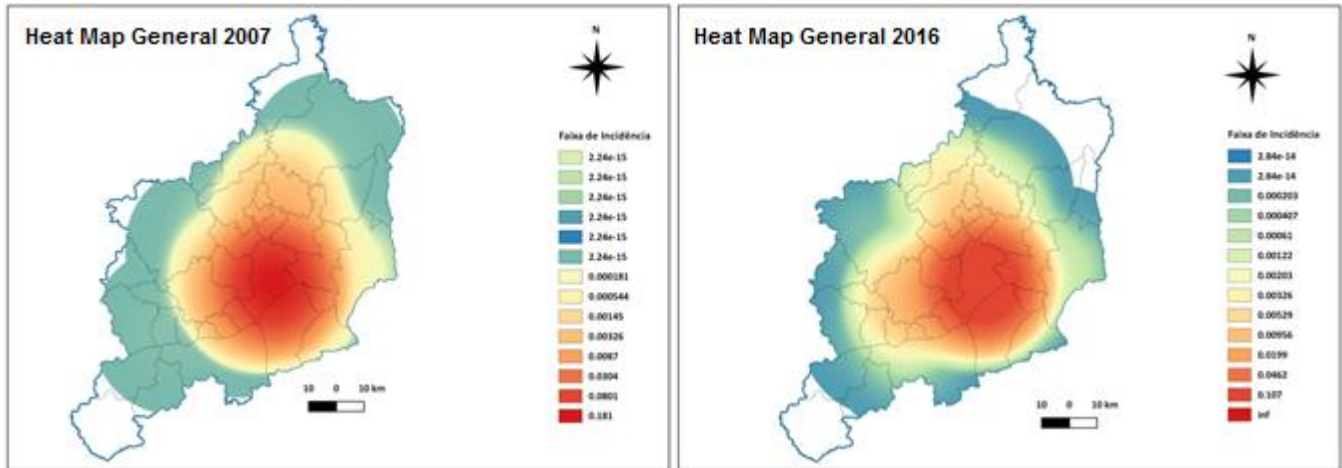 Heat Map General 2007
N
Faixa de Incidência
2.24e-15
2.24e-15
2.24e-15
2.24e-15
2.24e-15
2.24e-15
0.000181
0.000544
0.00145
0.00326
0.0087
0.0304
0.0801
0.181
10 0 10 km
Heat Map General 2016
N
Faixa de Incidência
2.84e-14
2.84e-14
0.000203
0.000407
0.00061
0.00122
0.00203
0.00326
0.00529
0.00956
0.0199
0.0462
0.107
inf
10 0 10 km